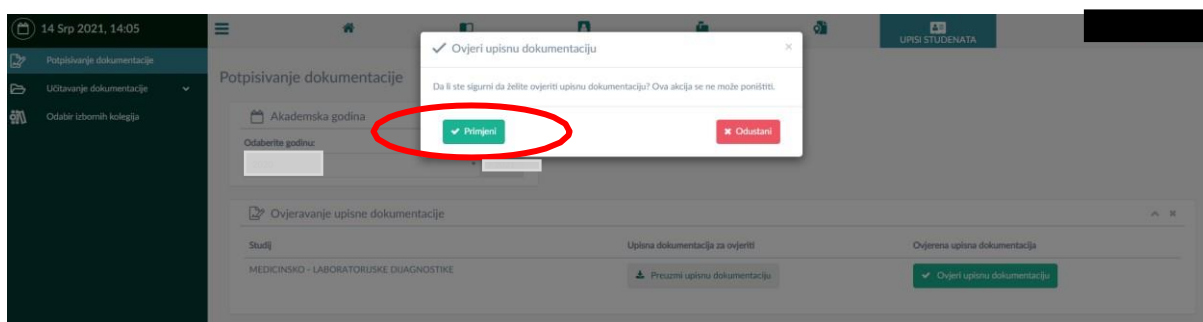 14 Srp 2021, 14:05
UPISI STUDENATA
Potpisivanje dokumentacije
Učitavanje dokumentacije
Odabir izbornih kolegija
Potpisivanje dokumentacije
Akademska godina
Odaberite godinu:
Ovjeri upisnu dokumentaciju
Da li ste sigurni da želite ovjeriti upisnu dokumentaciju? Ova akcija se ne može poništiti.
Primjeni
Odustani
Ovjeravanje upisne dokumentacije
Studij
Upisna dokumentacija za ovjeriti
Ovjerena upisna dokumentacija
MEDICINSKO - LABORATORIJSKE DIJAGNOSTIKE
Preuzmi upisnu dokumentaciju
Ovjeri upisnu dokumentaciju